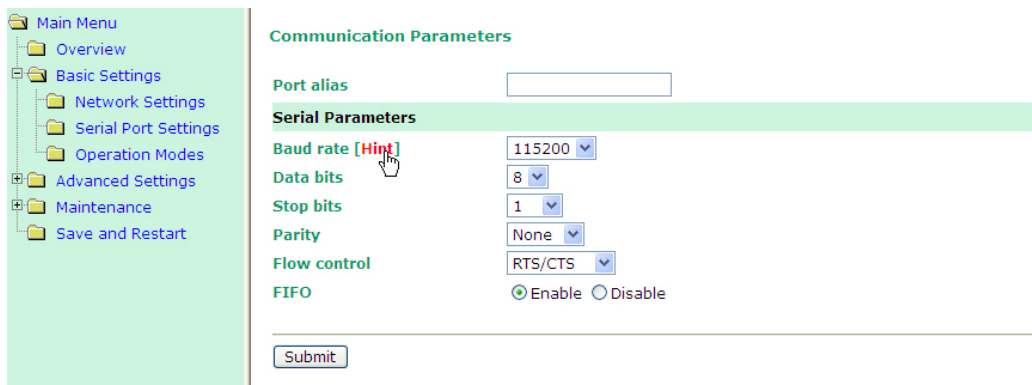 Main Menu
Overview
Basic Settings
Network Settings
Serial Port Settings
Operation Modes
Advanced Settings
Maintenance
Save and Restart
Communication Parameters
Port alias
Serial Parameters
Baud rate [Hint] 115200
Data bits 8
Stop bits 1
Parity None
Flow control RTS/CTS
FIFO Enable Disable
Submit